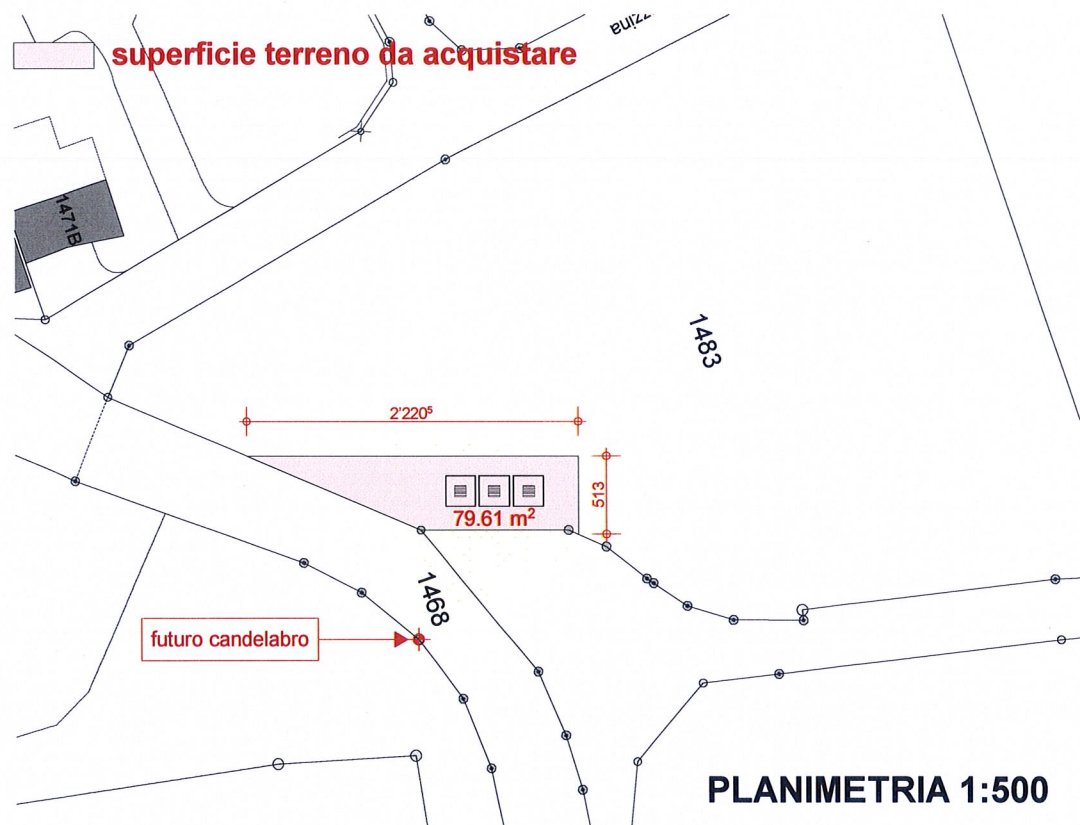 superficie terreno da acquistare
1471B
1483
2'220⁵
513
79.61 m²
1468
futuro candelabro
PLANIMETRIA 1:500